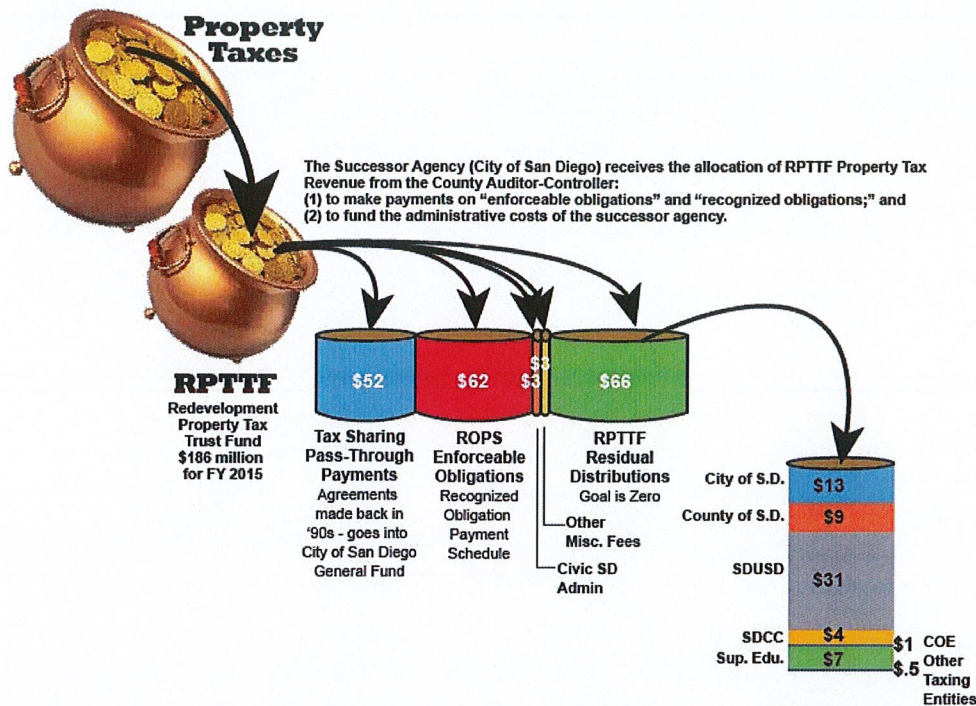 Property
Taxes
The Successor Agency (City of San Diego) receives the allocation of RPTTF Property Tax
Revenue from the County Auditor-Controller:
(1) to make payments on “enforceable obligations” and “recognized obligations;” and
(2) to fund the administrative costs of the successor agency.
RPTTF
Redevelopment
Property Tax
Trust Fund
$186 million
for FY 2015
$52
$62
$3
$3
$66
Tax Sharing
Pass-Through
Payments
Agreements
made back in
'90s - goes into
City of San Diego
General Fund
ROPS
Enforceable
Obligations
Recognized
Obligation
Payment
Schedule
RPTTF
Residual
Distributions
Goal is Zero
Other
Misc. Fees
Civic SD
Admin
City of S.D.
$13
County of S.D.
$9
SDUSD
$31
SDCC
$4
$1 COE
Sup. Edu.
$7
$.5 Other
Taxing
Entities